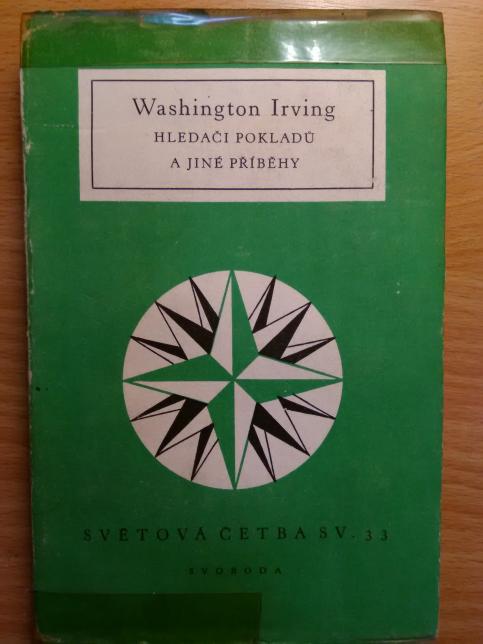 Washington Irving
HLEDAČI POKLADŮ
A JINÉ PŘÍBĚHY
SVĚTOVÁ ČETBA SV. 33
SVOBODA